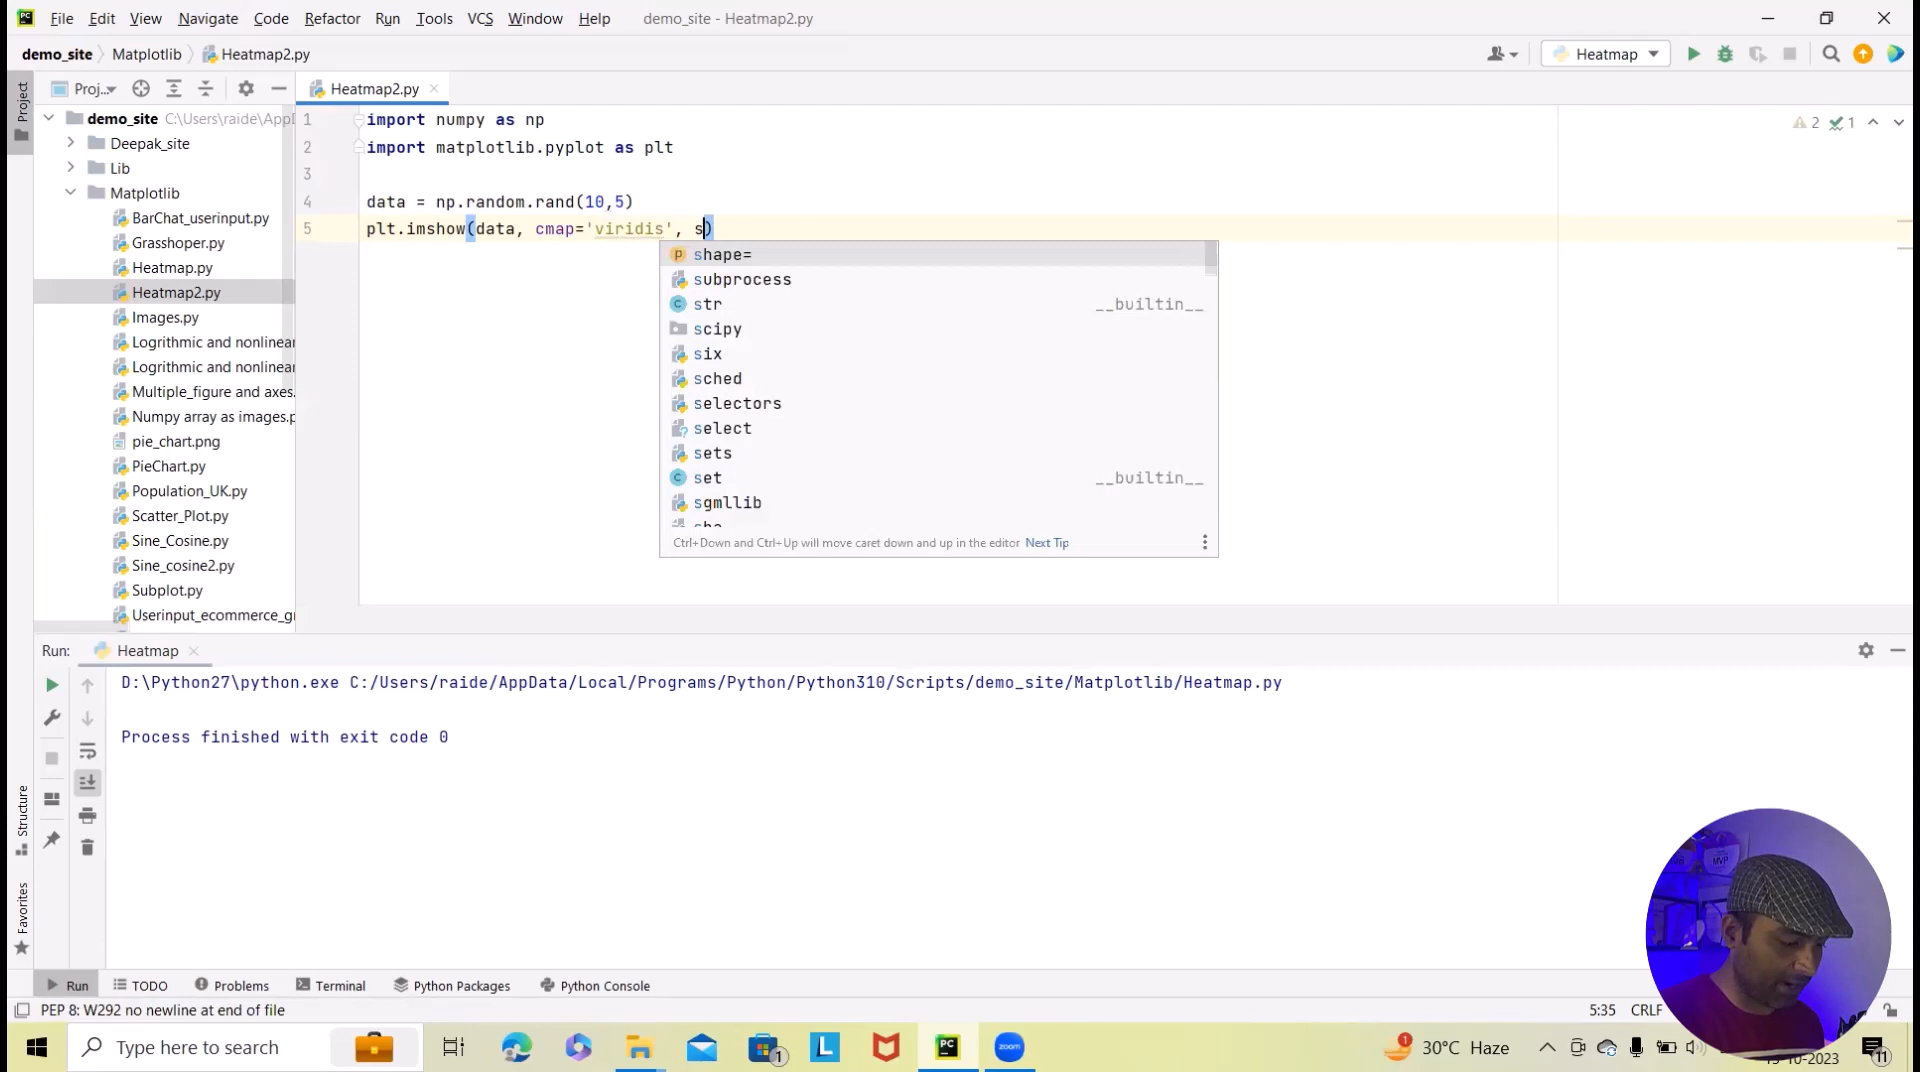 File Edit View Navigate Code Refactor Run Tools VCS Window Help demo_site - Heatmap2.py
demo_site Matplotlib Heatmap2.py Heatmap
Project
Proj... Heatmap2.py
demo_site C:\Users\raide\AppD
Deepak_site
Lib
Matplotlib
BarChat_userinput.py
Grasshoper.py
Heatmap.py
Heatmap2.py
Images.py
Logrithmic and nonlinear
Logrithmic and nonlinear
Multiple_figure and axes.
Numpy array as images.p
pie_chart.png
PieChart.py
Population_UK.py
Scatter_Plot.py
Sine_Cosine.py
Sine_cosine2.py
Subplot.py
Userinput_ecommerce_gr
1 import numpy as np
2 import matplotlib.pyplot as plt
3
4 data = np.random.rand(10,5)
5 plt.imshow(data, cmap='viridis', s)
2 1
p shape=
subprocess
c str __builtin__
scipy
six
sched
selectors
select
sets
c set __builtin__
sgmllib
sha
Ctrl+Down and Ctrl+Up will move caret down and up in the editor Next Tip
Run: Heatmap
D:\Python27\python.exe C:/Users/raide/AppData/Local/Programs/Python/Python310/Scripts/demo_site/Matplotlib/Heatmap.py
Process finished with exit code 0
Structure
Favorites
MVP
Run TODO Problems Terminal Python Packages Python Console
PEP 8: W292 no newline at end of file 5:35 CRLF
Type here to search 1 L PC zoom 1 30°C Haze 11